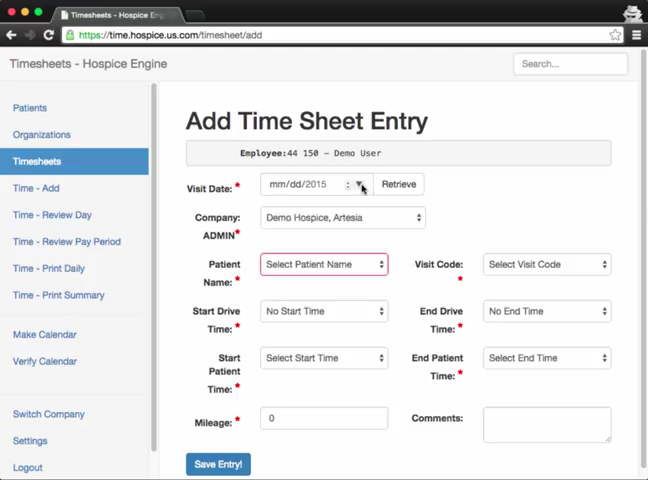 Timesheets - Hospice Eng
https://time.hospice.us.com/timesheet/add
Timesheets - Hospice Engine
Search...
Patients
Organizations
Timesheets
Time - Add
Time - Review Day
Time - Review Pay Period
Time - Print Daily
Time - Print Summary
Make Calendar
Verify Calendar
Switch Company
Settings
Logout
Add Time Sheet Entry
Employee:44 150 - Demo User
Visit Date:* mm/dd/2015 Retrieve
Company: Demo Hospice, Artesia
ADMIN*
Patient Select Patient Name Visit Code: Select Visit Code
Name:* *
Start Drive No Start Time End Drive No End Time
Time:* Time:*
Start Select Start Time End Patient Select End Time
Patient Time:*
Time:*
Mileage:* 0 Comments:
Save Entry!